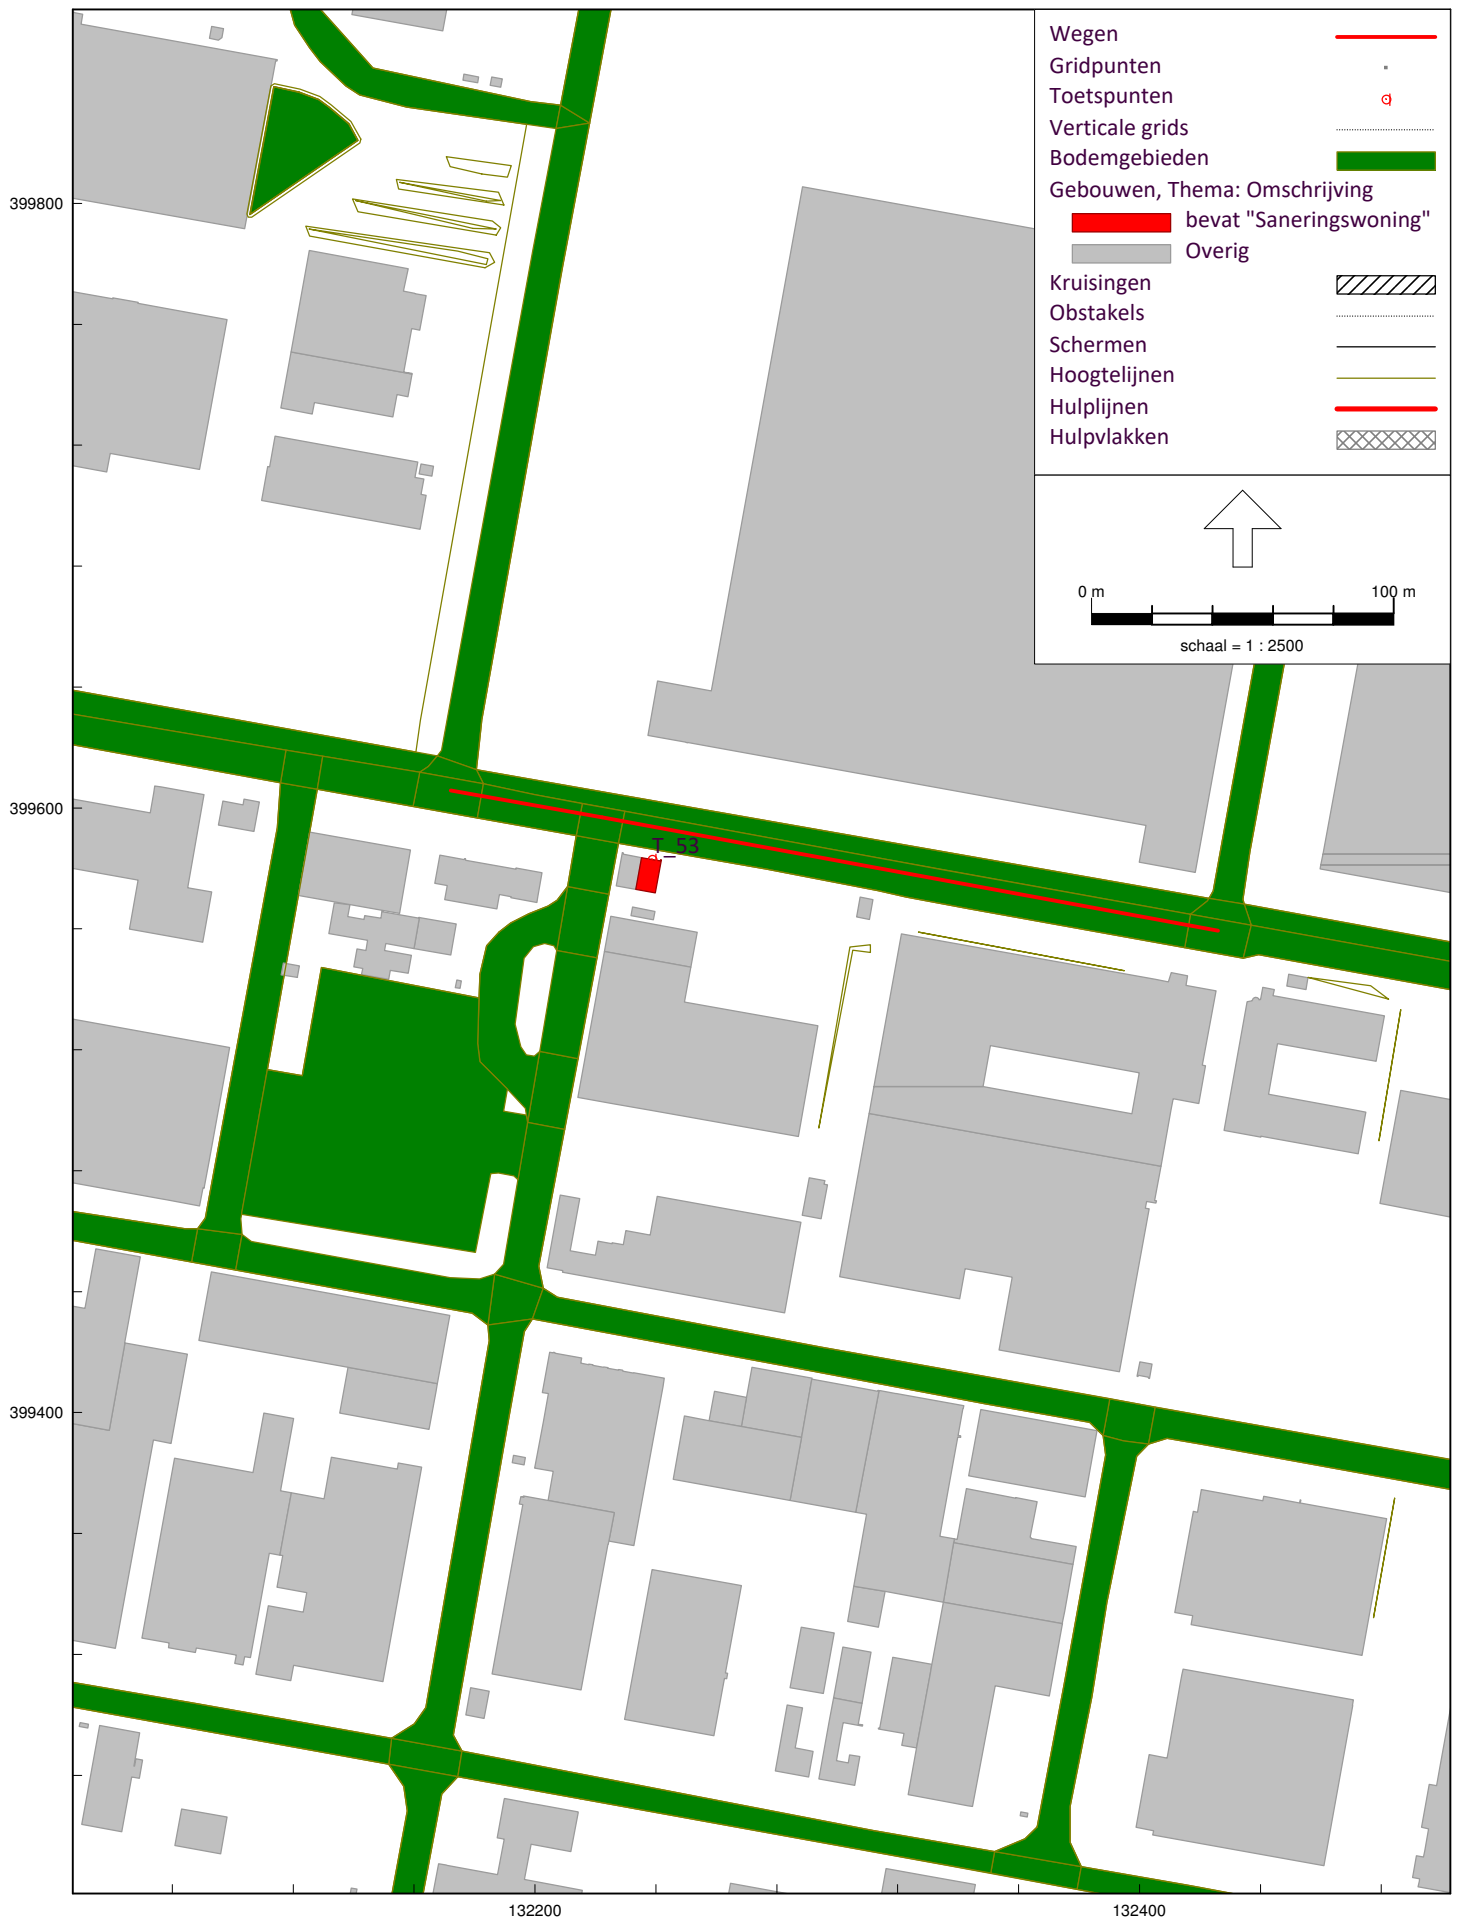 Wegen
Gridpunten
Toetspunten
Verticale grids
Bodemgebieden
Gebouwen, Thema: Omschrijving
bevat "Saneringswoning"
Overig
Kruisingen
Obstakels
Schermen
Hoogtelijnen
Hulplijnen
Hulpvlakken
0 m 100 m
schaal = 1 : 2500
399800
399600
T_53
399400
132200 132400